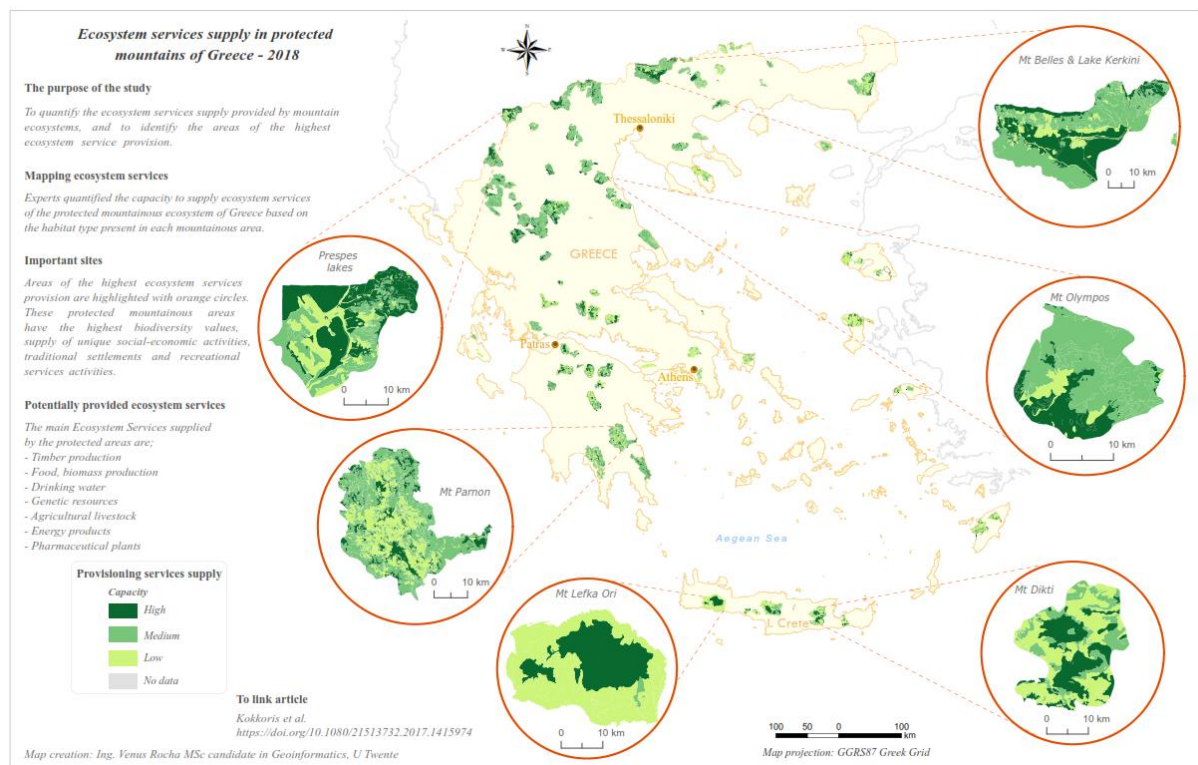 Ecosystem services supply in protected
mountains of Greece - 2018
The purpose of the study
To quantify the ecosystem services supply provided by mountain
ecosystems, and to identify the areas of the highest
ecosystem service provision.
Mapping ecosystem services
Experts quantified the capacity to supply ecosystem services
of the protected mountainous ecosystem of Greece based on
the habitat type present in each mountainous area.
Important sites
Areas of the highest ecosystem services
provision are highlighted with orange circles.
These protected mountainous areas
have the highest biodiversity values,
supply of unique social-economic activities,
traditional settlements and recreational
services activities.
Potentially provided ecosystem services
The main Ecosystem Services supplied
by the protected areas are;
- Timber production
- Food, biomass production
- Drinking water
- Genetic resources
- Agricultural livestock
- Energy products
- Pharmaceutical plants
Provisioning services supply
Capacity
High
Medium
Low
No data
To link article
Kokkoris et al.
https://doi.org/10.1080/21513732.2017.1415974
Map creation: Ing. Venus Rocha MSc candidate in Geoinformatics, U Twente
N
W
E
S
Thessaloniki
GREECE
Patras
Athens
Aegean Sea
I. Crete
Prespes
lakes
0 10 km
Mt Parnon
0 10 km
Mt Lefka Ori
0 10 km
Mt Belles & Lake Kerkini
0 10 km
Mt Olympos
0 10 km
Mt Dikti
0 10 km
100 50 0 100
km
Map projection: GGRS87 Greek Grid